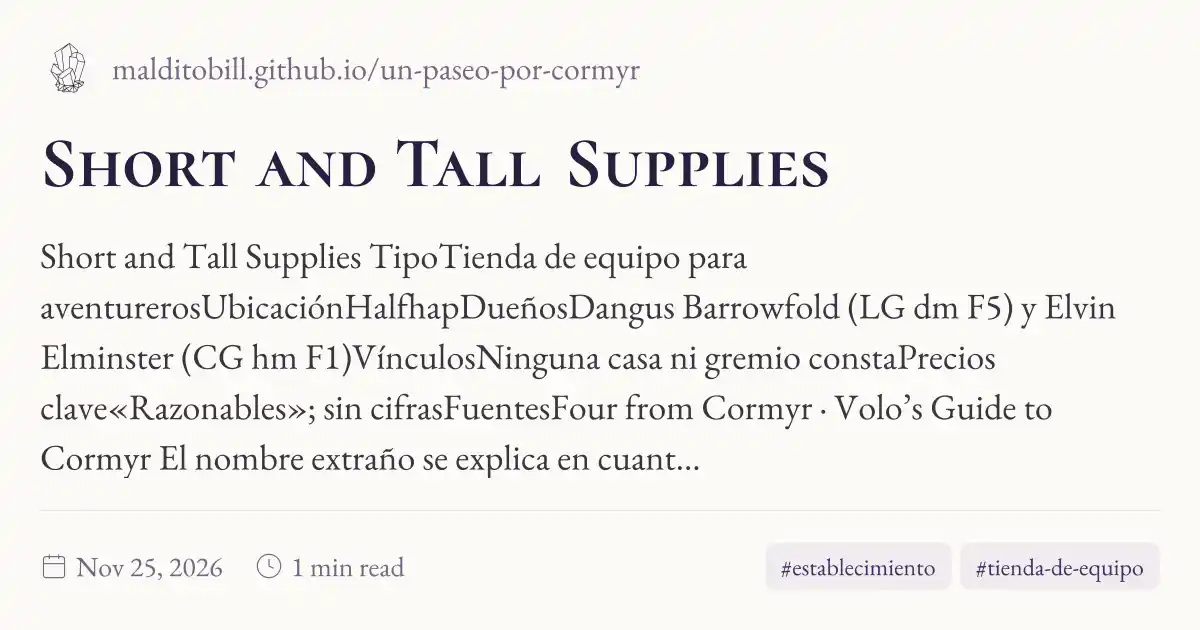 malditobill.github.io/un-paseo-por-cormyr
Short and Tall Supplies
Short and Tall Supplies TipoTienda de equipo para
aventurerosUbicaciónHalfhapDueñosDangus Barrowfold (LG dm F5) y Elvin
Elminster (CG hm F1)VínculosNinguna casa ni gremio constaPrecios
clave«Razonables»; sin cifrasFuentesFour from Cormyr · Volo’s Guide to
Cormyr El nombre extraño se explica en cuant...
Nov 25, 2026 1 min read #establecimiento #tienda-de-equipo